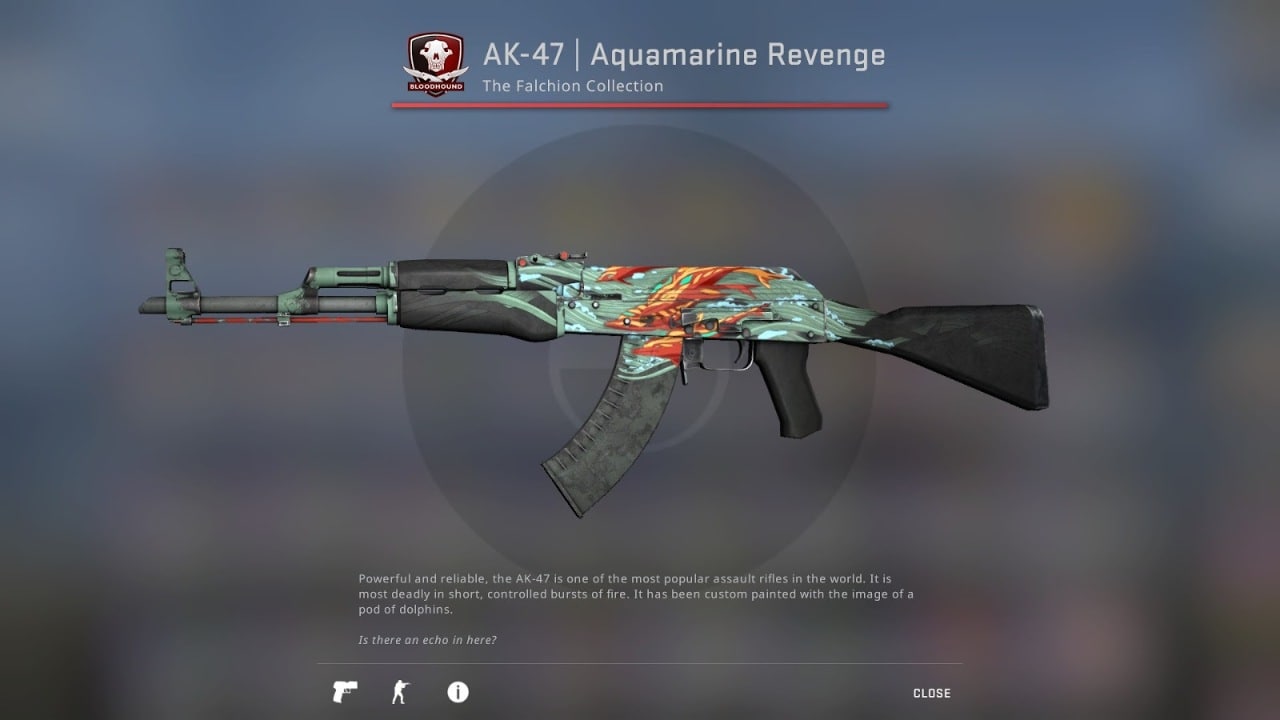 BLOODHOUND
AK-47 | Aquamarine Revenge
The Falchion Collection
Powerful and reliable, the AK-47 is one of the most popular assault rifles in the world. It is
most deadly in short, controlled bursts of fire. It has been custom painted with the image of a
pod of dolphins.
Is there an echo in here?
CLOSE